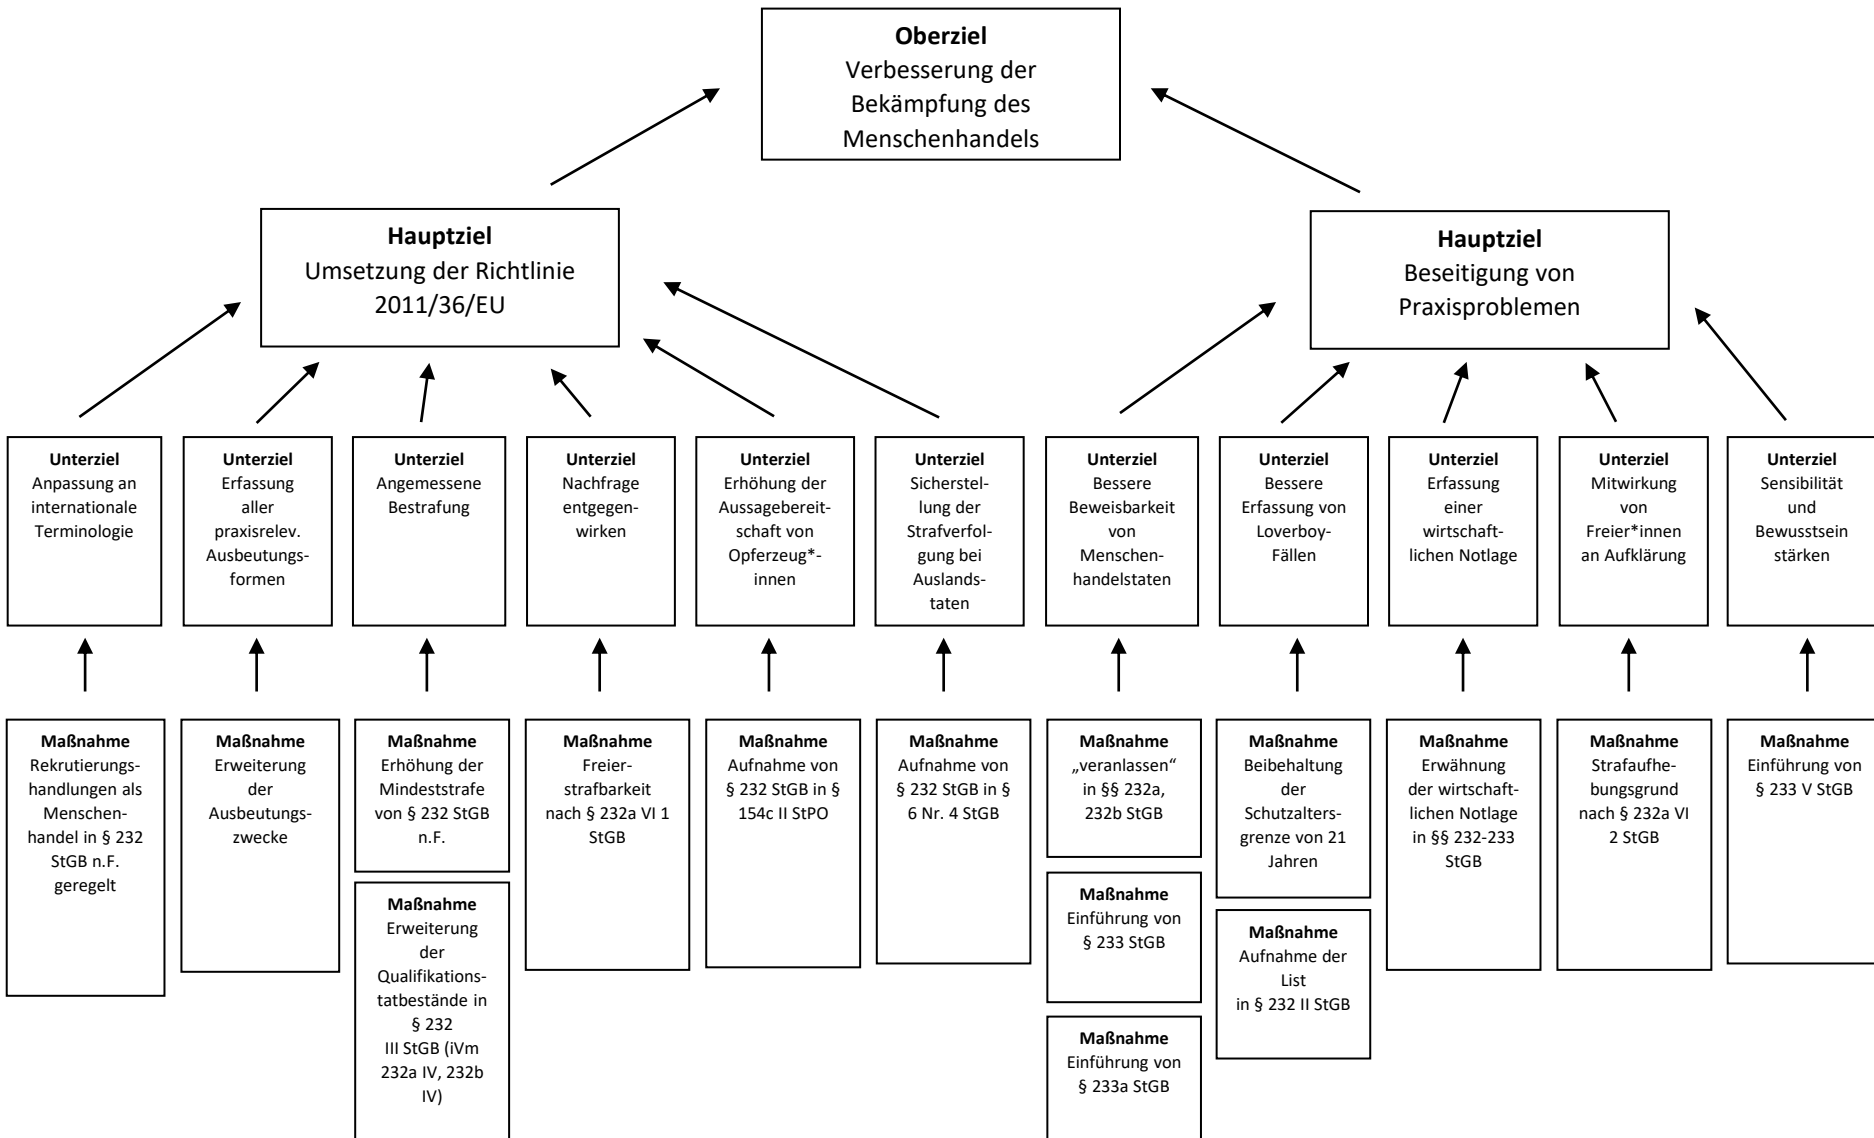 Oberziel
Verbesserung der
Bekämpfung des
Menschenhandels
Hauptziel
Umsetzung der Richtlinie
2011/36/EU
Hauptziel
Beseitigung von
Praxisproblemen
Unterziel
Anpassung an
internationale
Terminologie
Unterziel
Erfassung
aller
praxisrelev.
Ausbeutungs-
formen
Unterziel
Angemessene
Bestrafung
Unterziel
Nachfrage
entgegen-
wirken
Unterziel
Erhöhung der
Aussagebereit-
schaft von
Opferzeug*-
innen
Unterziel
Sicherstel-
lung der
Strafverfol-
gung bei
Auslands-
taten
Unterziel
Bessere
Beweisbarkeit
von
Menschen-
handelstaten
Unterziel
Bessere
Erfassung von
Loverboy-
Fällen
Unterziel
Erfassung
einer
wirtschaft-
lichen Notlage
Unterziel
Mitwirkung
von
Freier*innen
an Aufklärung
Unterziel
Sensibilität
und
Bewusstsein
stärken
Maßnahme
Rekrutierungs-
handlungen als
Menschen-
handel in § 232
StGB n.F.
geregelt
Maßnahme
Erweiterung
der
Ausbeutungs-
zwecke
Maßnahme
Erhöhung der
Mindeststrafe
von § 232 StGB
n.F.
Maßnahme
Erweiterung
der
Qualifikations-
tatbestände in
§ 232
III StGB (iVm
232a IV, 232b
IV)
Maßnahme
Freier-
strafbarkeit
nach § 232a VI 1
StGB
Maßnahme
Aufnahme von
§ 232 StGB in §
154c II StPO
Maßnahme
Aufnahme von
§ 232 StGB in §
6 Nr. 4 StGB
Maßnahme
„veranlassen“
in §§ 232a,
232b StGB
Maßnahme
Einführung von
§ 233 StGB
Maßnahme
Einführung von
§ 233a StGB
Maßnahme
Beibehaltung
der
Schutzalters-
grenze von 21
Jahren
Maßnahme
Aufnahme der
List
in § 232 II StGB
Maßnahme
Erwähnung
der wirtschaft-
lichen Notlage
in §§ 232-233
StGB
Maßnahme
Strafaufhe-
bungsgrund
nach § 232a VI
2 StGB
Maßnahme
Einführung von
§ 233 V StGB